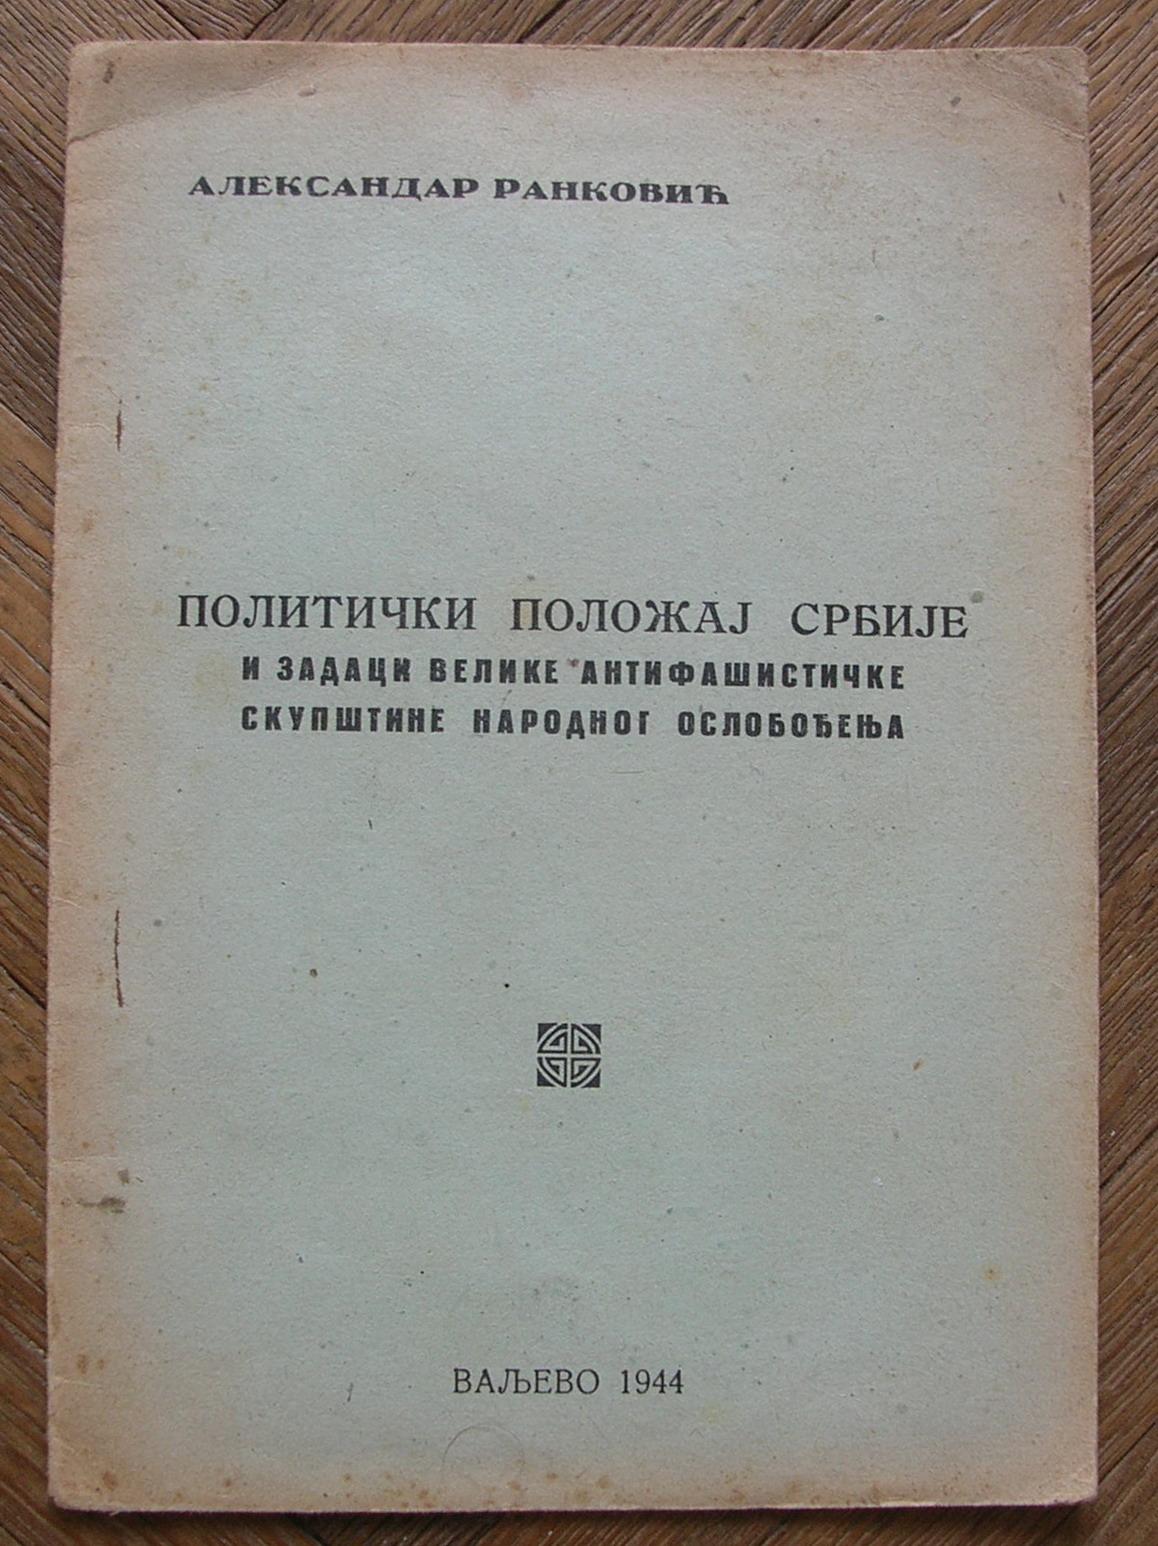 АЛЕКСАНДАР РАНКОВИЋ
ПОЛИТИЧКИ ПОЛОЖАЈ СРБИЈЕ
И ЗАДАЦИ ВЕЛИКЕ АНТИФАШИСТИЧКЕ
СКУПШТИНЕ НАРОДНОГ ОСЛОБОЂЕЊА
ВАЉЕВО 1944